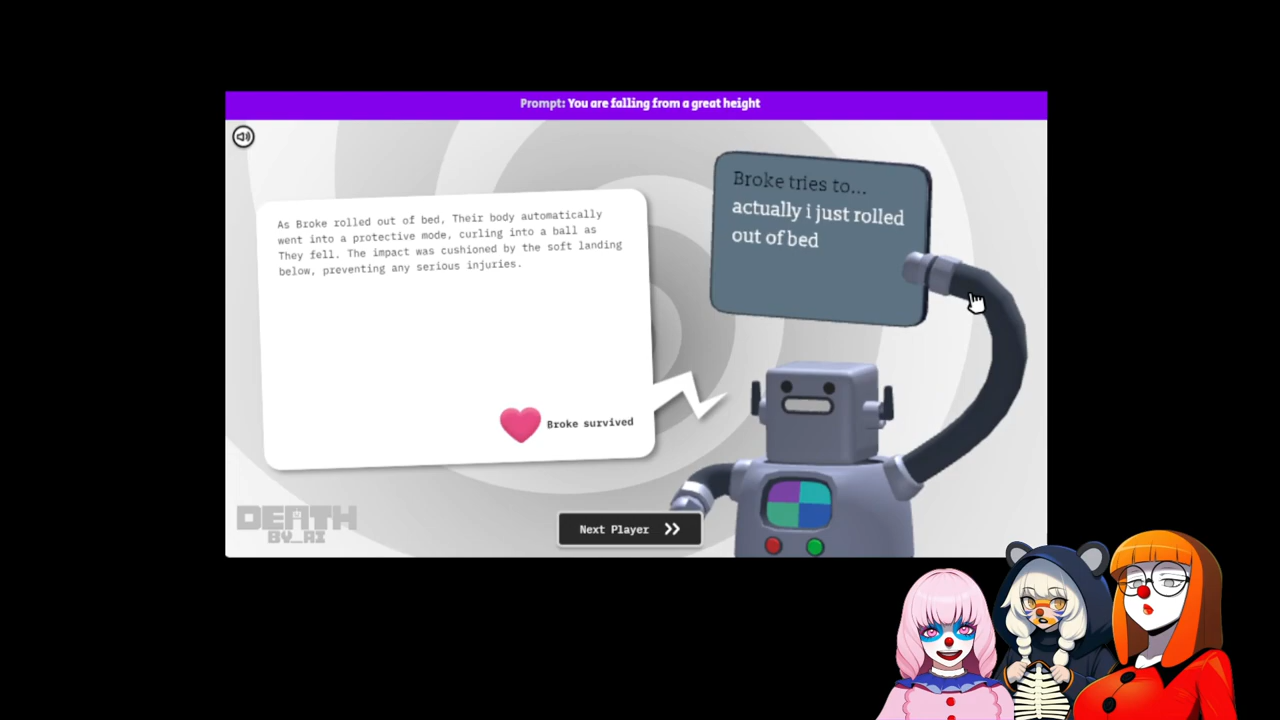 Prompt: You are falling from a great height
Broke tries to...
actually i just rolled
out of bed
As Broke rolled out of bed, Their body automatically
went into a protective mode, curling into a ball as
They fell. The impact was cushioned by the soft landing
below, preventing any serious injuries.
Broke survived
DEATH
BY_AI
Next Player